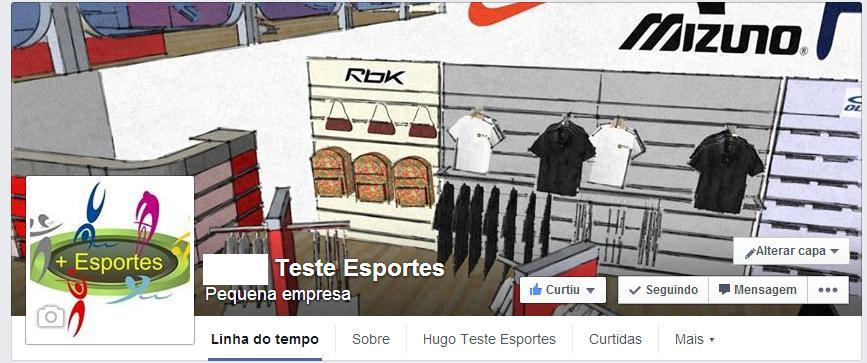 MIZUNO
RbK
+ Esportes
Teste Esportes
Pequena empresa
Alterar capa
Curtiu
Seguindo
Mensagem
Linha do tempo
Sobre
Hugo Teste Esportes
Curtidas
Mais